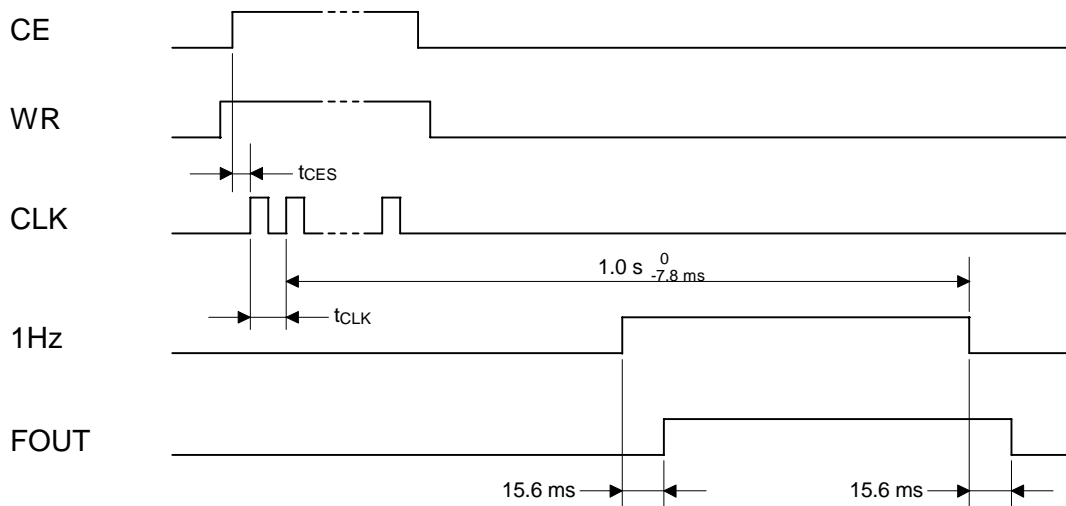 CE
WR
tCES
CLK
1.0 s 0 -7.8 ms
tCLK
1Hz
FOUT
15.6 ms 15.6 ms